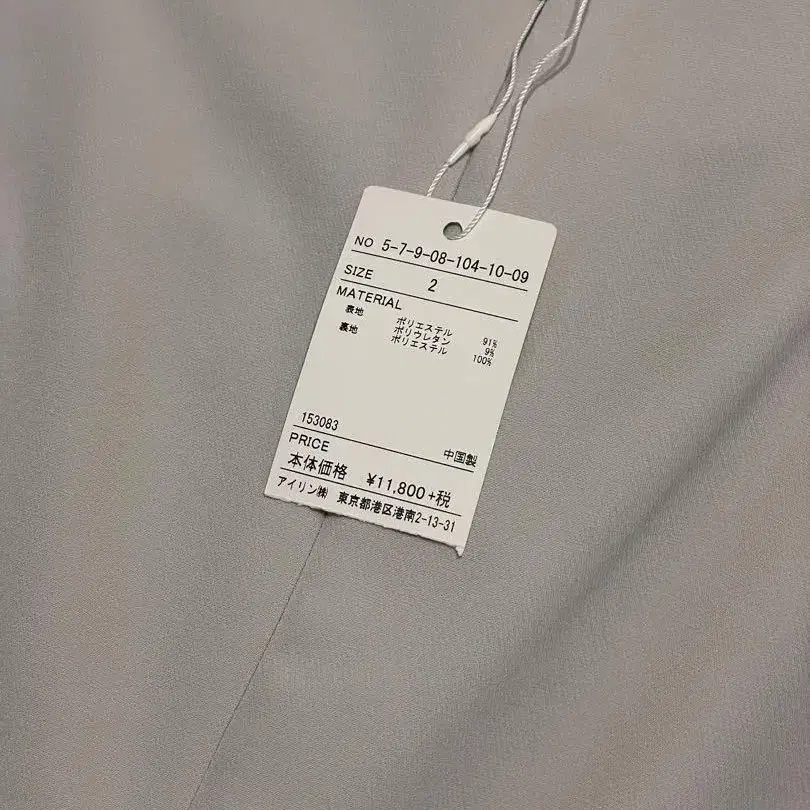 NO 5-7-9-08-104-10-09
SIZE 2
MATERIAL
表地 ポリエステル 91%
ポリウレタン 9%
裏地 ポリエステル 100%
153083
中国製
PRICE
本体価格 ¥11,800+税
アイリン㈱ 東京都港区港南2-13-31